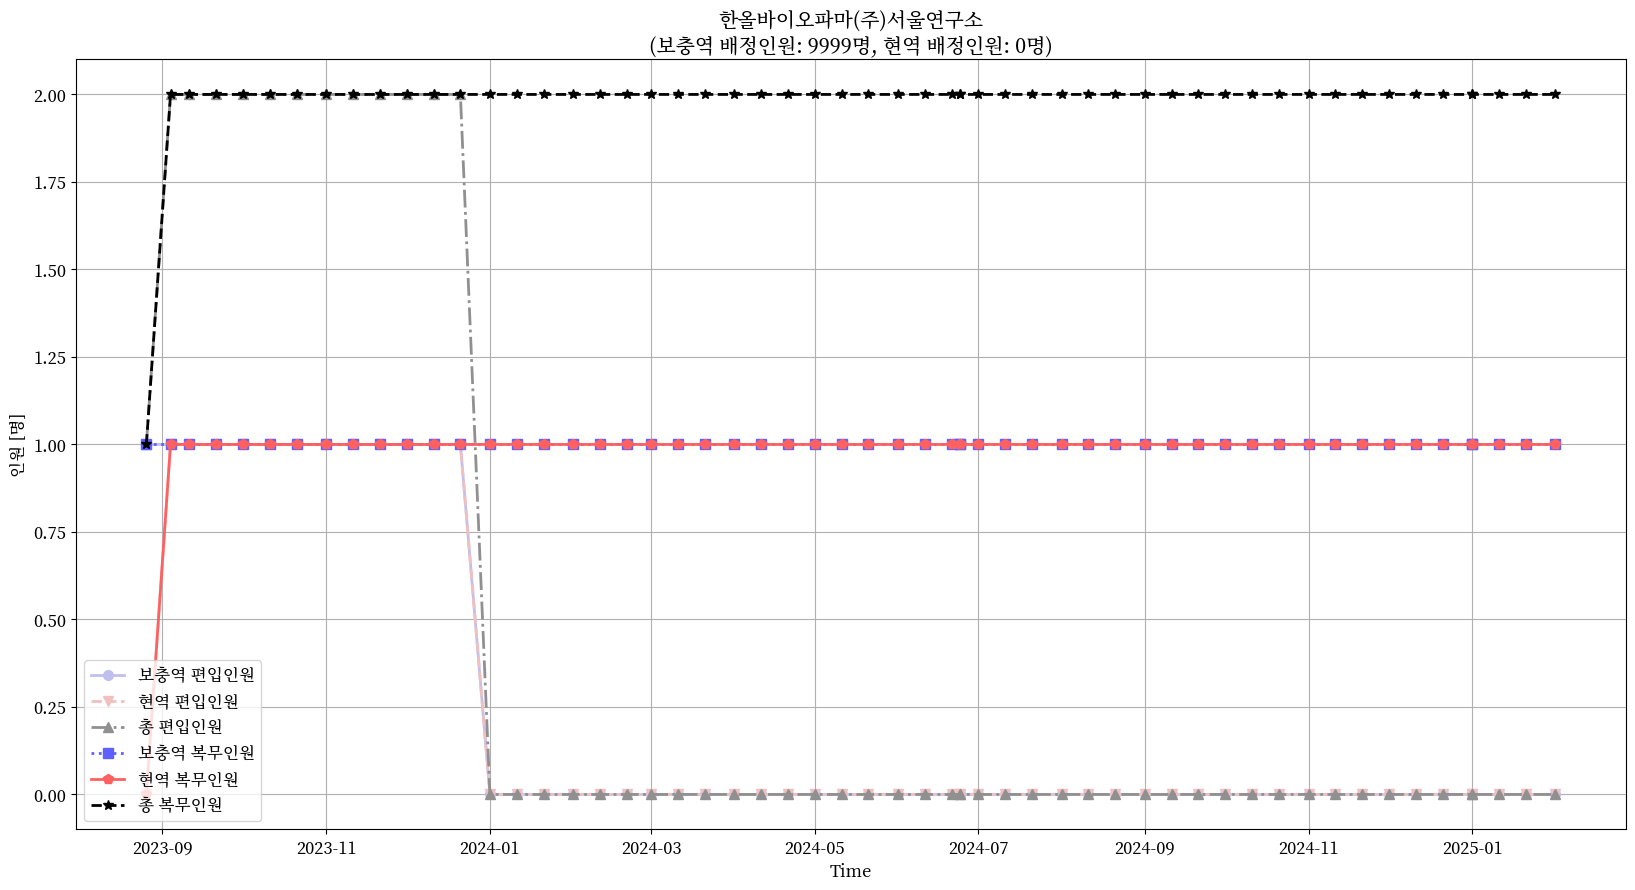 한올바이오파마(주)서울연구소
(보충역 배정인원: 9999명, 현역 배정인원: 0명)
2.00
1.75
1.50
1.25
1.00
0.75
0.50
0.25
0.00
인원 [명]
보충역 편입인원
현역 편입인원
총 편입인원
보충역 복무인원
현역 복무인원
총 복무인원
2023-09
2023-11
2024-01
2024-03
2024-05
2024-07
2024-09
2024-11
2025-01
Time